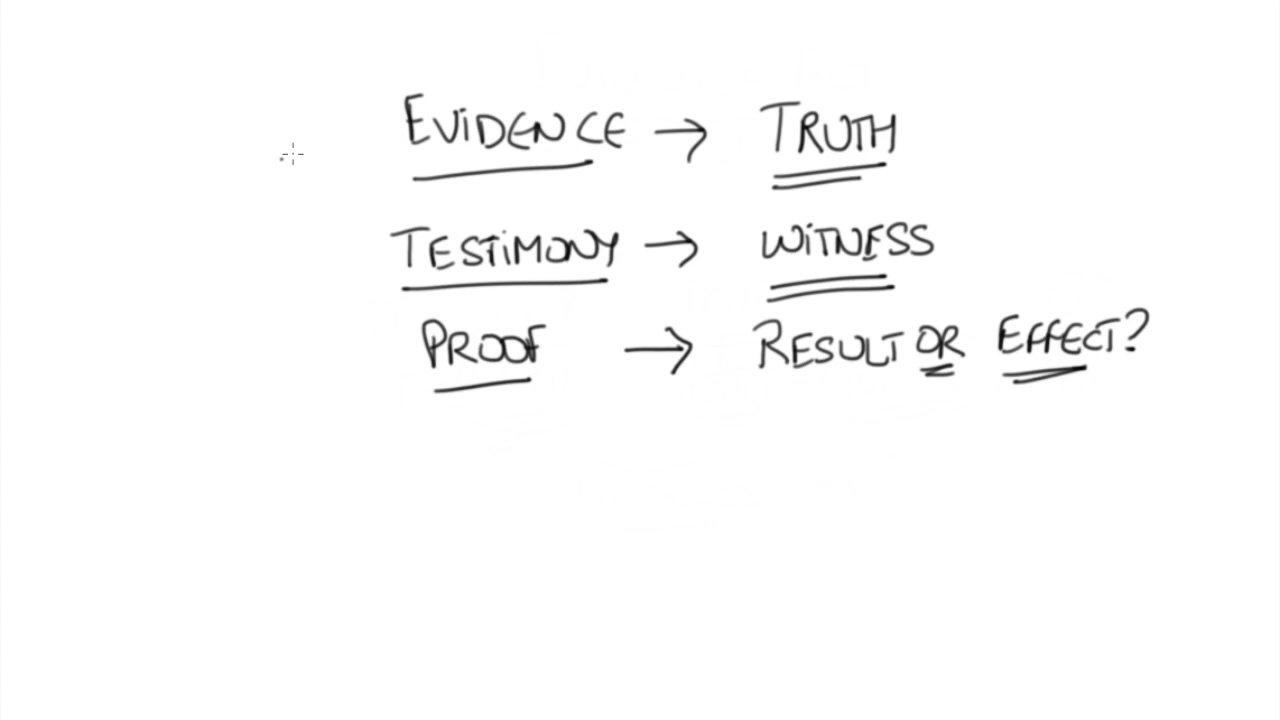 EVIDENCE → TRUTH
TESTIMONY → WITNESS
PROOF → RESULT OR EFFECT?